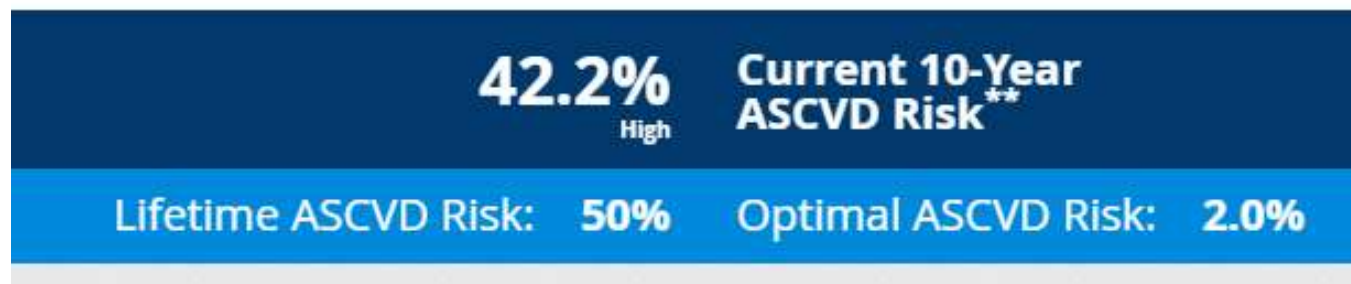 42.2%
High
Current 10-Year
ASCVD Risk**
Lifetime ASCVD Risk: 50% Optimal ASCVD Risk: 2.0%